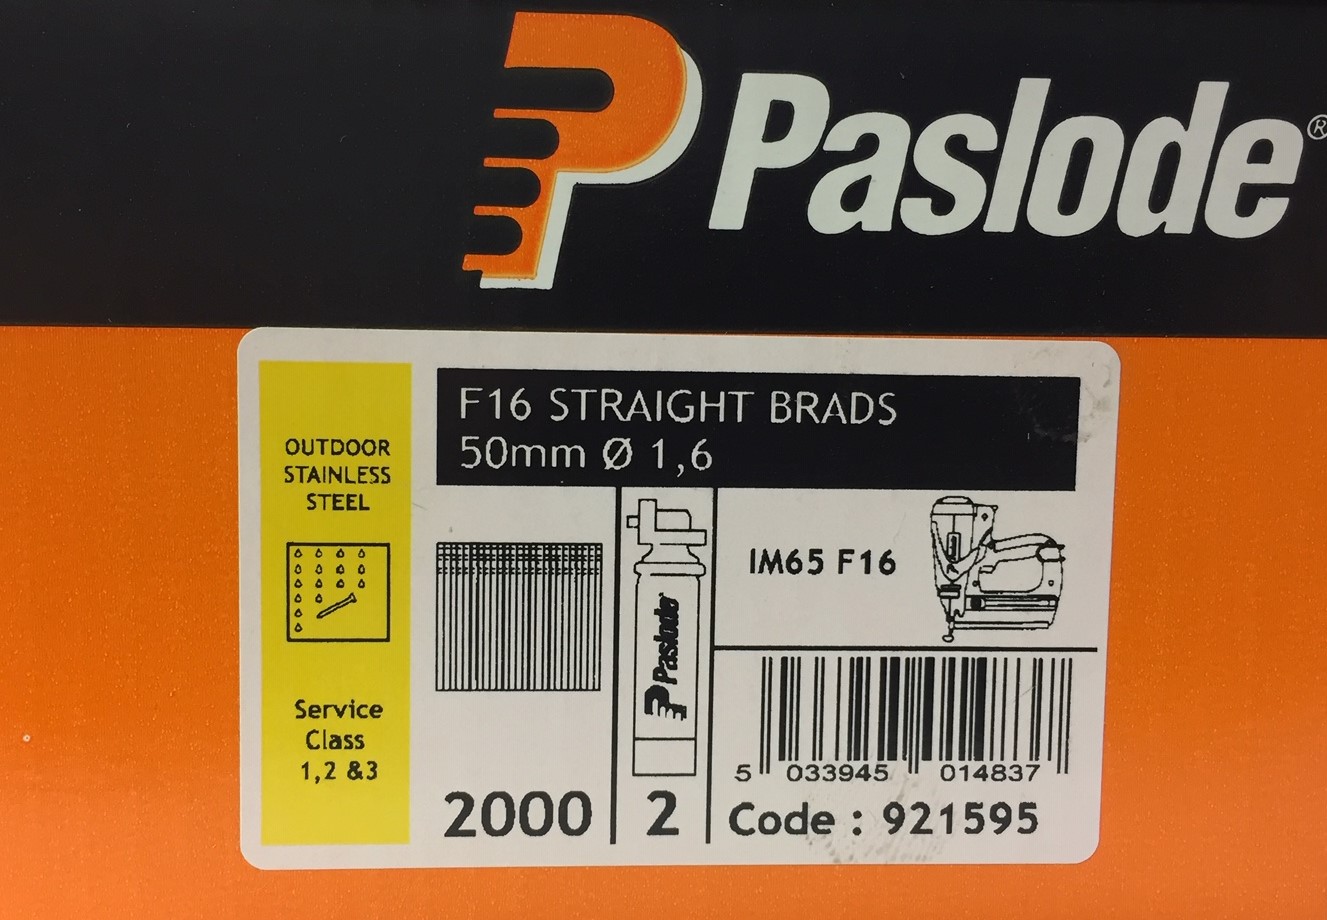 Paslode®
F16 STRAIGHT BRADS
50mm Ø 1,6
OUTDOOR
STAINLESS
STEEL
Service
Class
1,2 &3
2000
Paslode
2
IM65 F16
5 033945 014837
Code : 921595